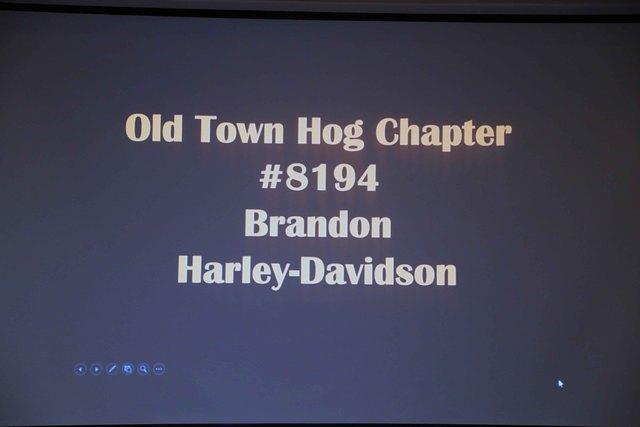 Old Town Hog Chapter
#8194
Brandon
Harley-Davidson